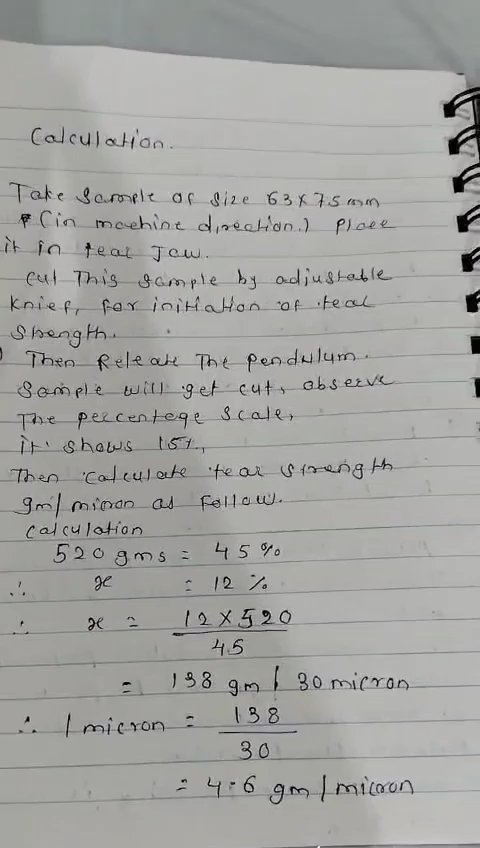 Calculation.
Take Sample of Size 63 x 75 mm
(in machine direction.) Place
it in tear Jaw.
Cut This Sample by adjustable
knief, for initiation of tear
Strength.
Then Releate The pendulum.
Sample will get cut, observe
The percentege Scale,
it shows 15%,
Then Calculate tear strength
gm/micron as follow.
Calculation
520 gms = 45 %
∴ x = 12 %
∴ x = 12 x 520
45
= 138 gm / 30 micron
∴ 1 micron = 138
30
= 4.6 gm / micron